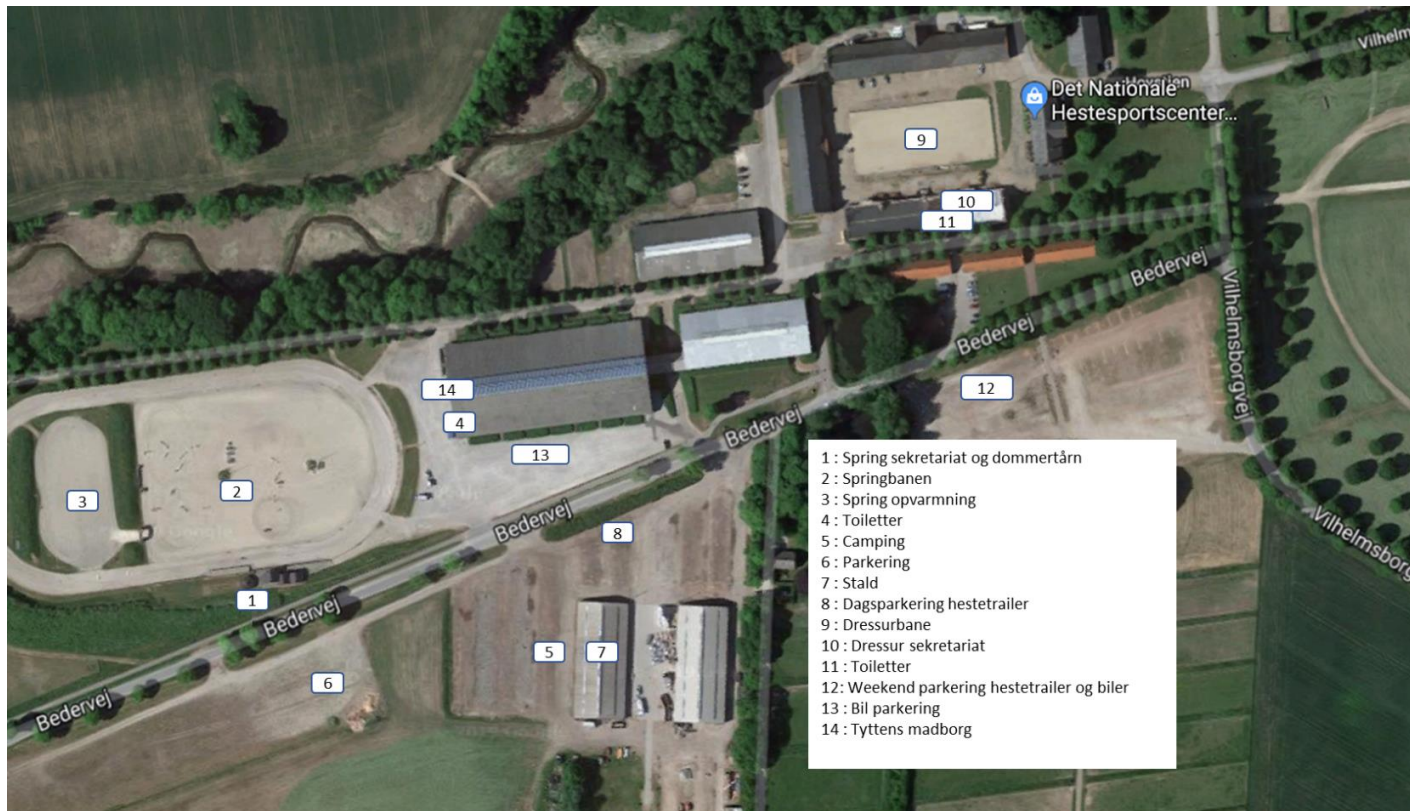 Vilhelm
Hovstien
Det Nationale
Hestesportscenter...
9
10
11
Bedervej
Bedervej
Vilhelmsborgvej
12
14
4
Bedervej
13
2
3
Bedervej
8
1
Bedervej
5
7
6
Bedervej
Vilhelmsborg
1 : Spring sekretariat og dommertårn
2 : Springbanen
3 : Spring opvarmning
4 : Toiletter
5 : Camping
6 : Parkering
7 : Stald
8 : Dagsparkering hestetrailer
9 : Dressurbane
10 : Dressur sekretariat
11 : Toiletter
12: Weekend parkering hestetrailer og biler
13 : Bil parkering
14 : Tyttens madborg